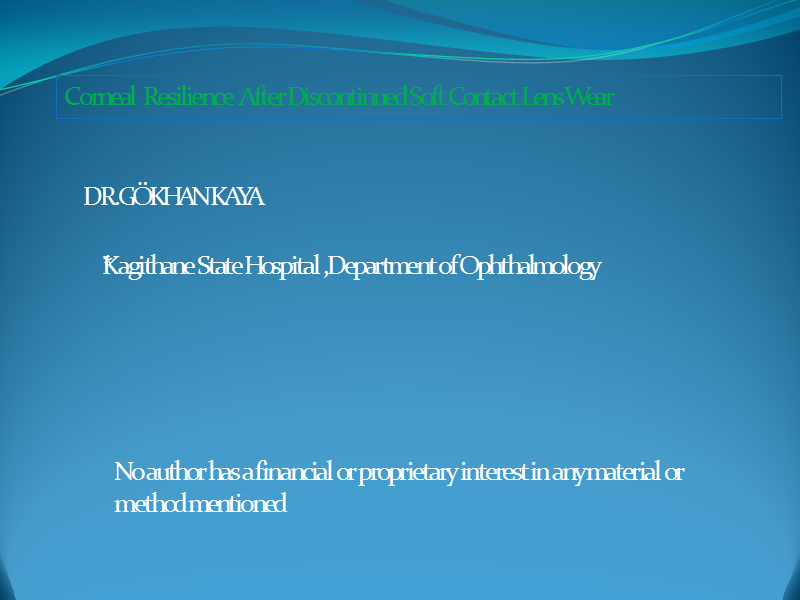 Corneal Resilience After Discontinued Soft Contact Lens Wear
DR.GÖKHAN KAYA
*Kagithane State Hospital ,Department of Ophthalmology
No author has a financial or proprietary interest in any material or
method mentioned